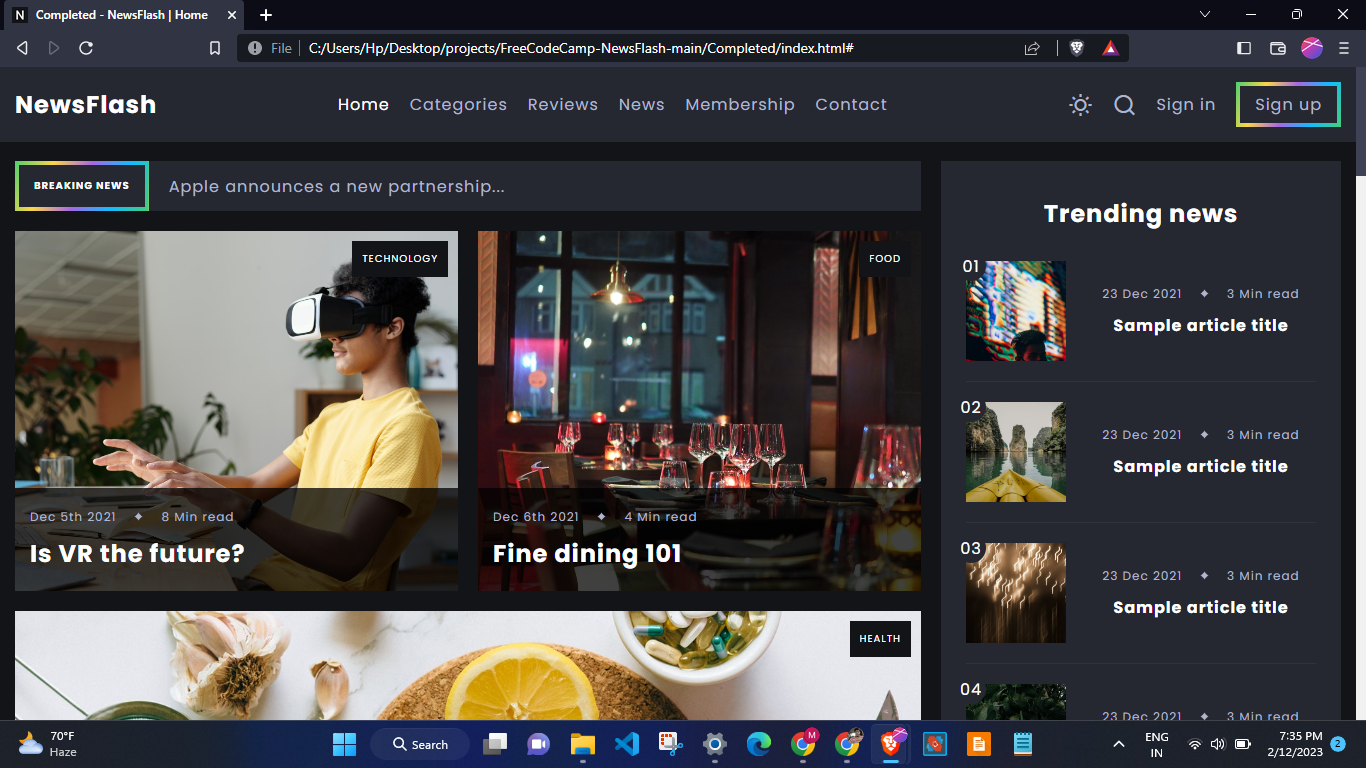 N Completed - NewsFlash | Home
File C:/Users/Hp/Desktop/projects/FreeCodeCamp-NewsFlash-main/Completed/index.html#
NewsFlash Home Categories Reviews News Membership Contact Sign in Sign up
BREAKING NEWS Apple announces a new partnership...
TECHNOLOGY
Dec 5th 2021 8 Min read
Is VR the future?
FOOD
Dec 6th 2021 4 Min read
Fine dining 101
HEALTH
Trending news
01
23 Dec 2021 3 Min read
Sample article title
02
23 Dec 2021 3 Min read
Sample article title
03
23 Dec 2021 3 Min read
Sample article title
04
23 Dec 2021 3 Min read
70°F
Haze
Search
M
ENG
IN
7:35 PM
2/12/2023
2